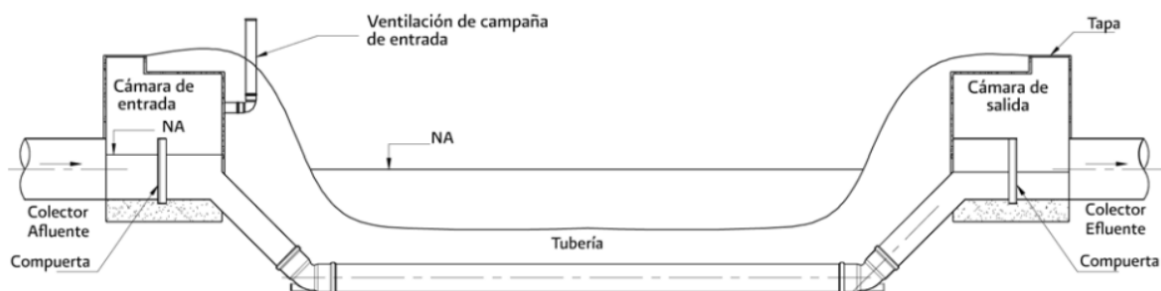 Ventilación de campaña
de entrada
Tapa
Cámara de
entrada
Cámara de
salida
NA
NA
Colector
Afluente
Colector
Efluente
Tubería
Compuerta
Compuerta